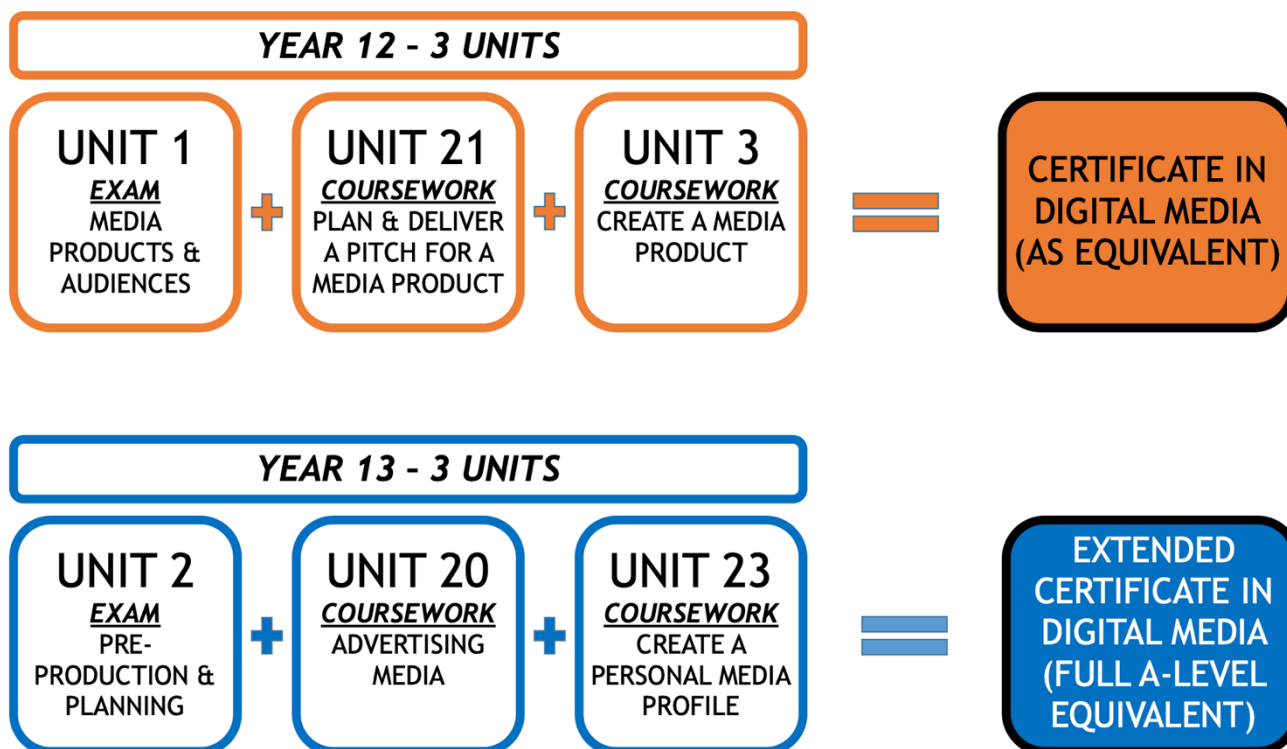 YEAR 12 – 3 UNITS
UNIT 1
EXAM
MEDIA
PRODUCTS &
AUDIENCES
+
UNIT 21
COURSEWORK
PLAN & DELIVER
A PITCH FOR A
MEDIA PRODUCT
+
UNIT 3
COURSEWORK
CREATE A MEDIA
PRODUCT
=
CERTIFICATE IN
DIGITAL MEDIA
(AS EQUIVALENT)
YEAR 13 – 3 UNITS
UNIT 2
EXAM
PRE-
PRODUCTION &
PLANNING
+
UNIT 20
COURSEWORK
ADVERTISING
MEDIA
+
UNIT 23
COURSEWORK
CREATE A
PERSONAL MEDIA
PROFILE
=
EXTENDED
CERTIFICATE IN
DIGITAL MEDIA
(FULL A-LEVEL
EQUIVALENT)